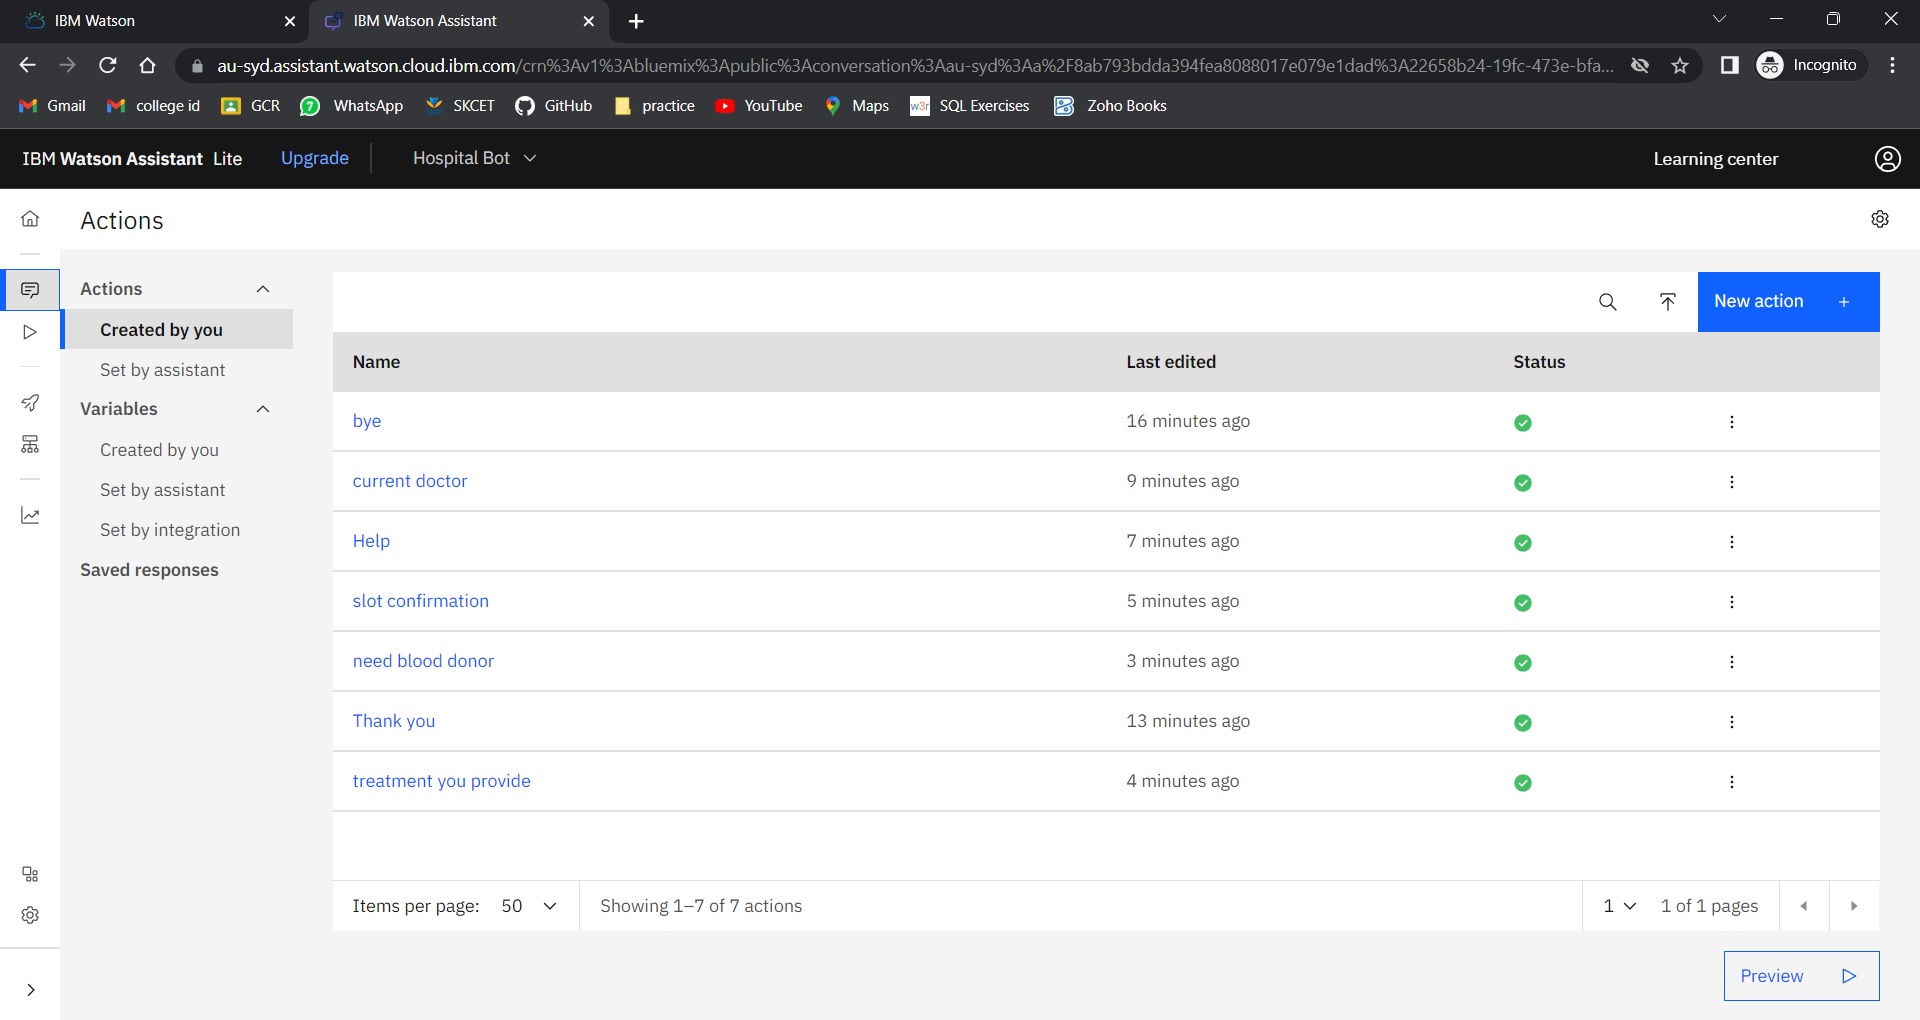 IBM Watson
IBM Watson Assistant
au-syd.assistant.watson.cloud.ibm.com/crn%3Av1%3Abluemix%3Apublic%3Aconversation%3Aau-syd%3Aa%2F8ab793bdda394fea8088017e079e1dad%3A22658b24-19fc-473e-bfa...
Incognito
Gmail
college id
GCR
7
WhatsApp
SKCET
GitHub
practice
YouTube
Maps
w3r
SQL Exercises
Zoho Books
IBM Watson Assistant Lite
Upgrade
Hospital Bot
Learning center
Actions
Actions
Created by you
Set by assistant
Variables
Created by you
Set by assistant
Set by integration
Saved responses
New action +
Name Last edited Status
bye 16 minutes ago
current doctor 9 minutes ago
Help 7 minutes ago
slot confirmation 5 minutes ago
need blood donor 3 minutes ago
Thank you 13 minutes ago
treatment you provide 4 minutes ago
Items per page: 50 Showing 1–7 of 7 actions 1 1 of 1 pages
Preview